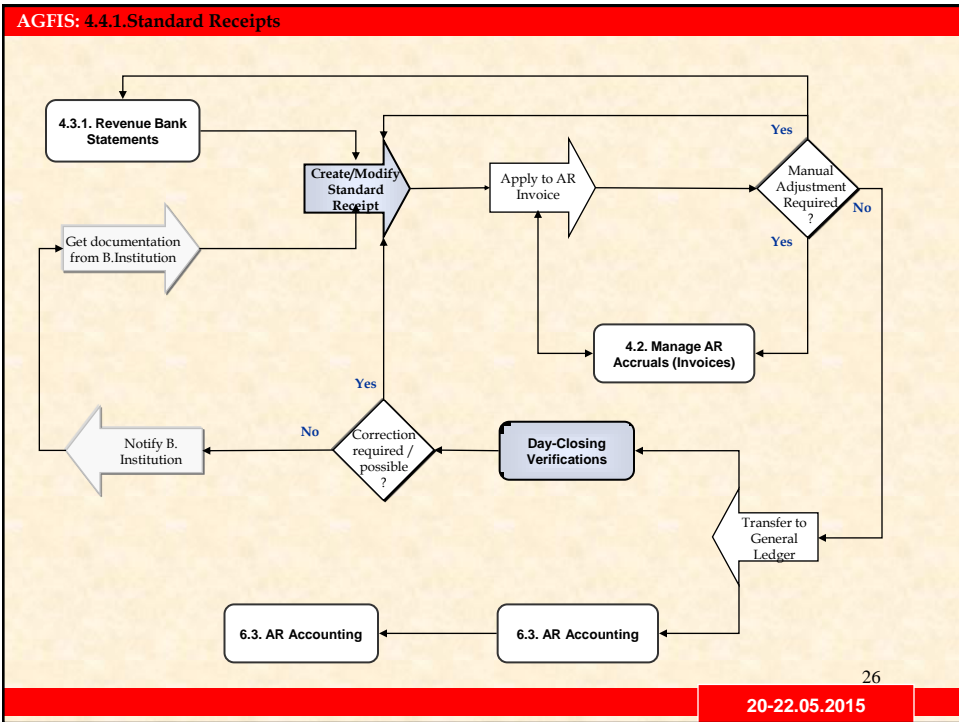 AGFIS: 4.4.1.Standard Receipts
4.3.1. Revenue Bank
Statements
Yes
Create/Modify
Standard
Receipt
Apply to AR
Invoice
Manual
Adjustment
Required
?
No
Yes
Get documentation
from B.Institution
4.2. Manage AR
Accruals (Invoices)
Yes
Notify B.
Institution
No
Correction
required /
possible
?
Day-Closing
Verifications
Transfer to
General
Ledger
6.3. AR Accounting
6.3. AR Accounting
26
20-22.05.2015